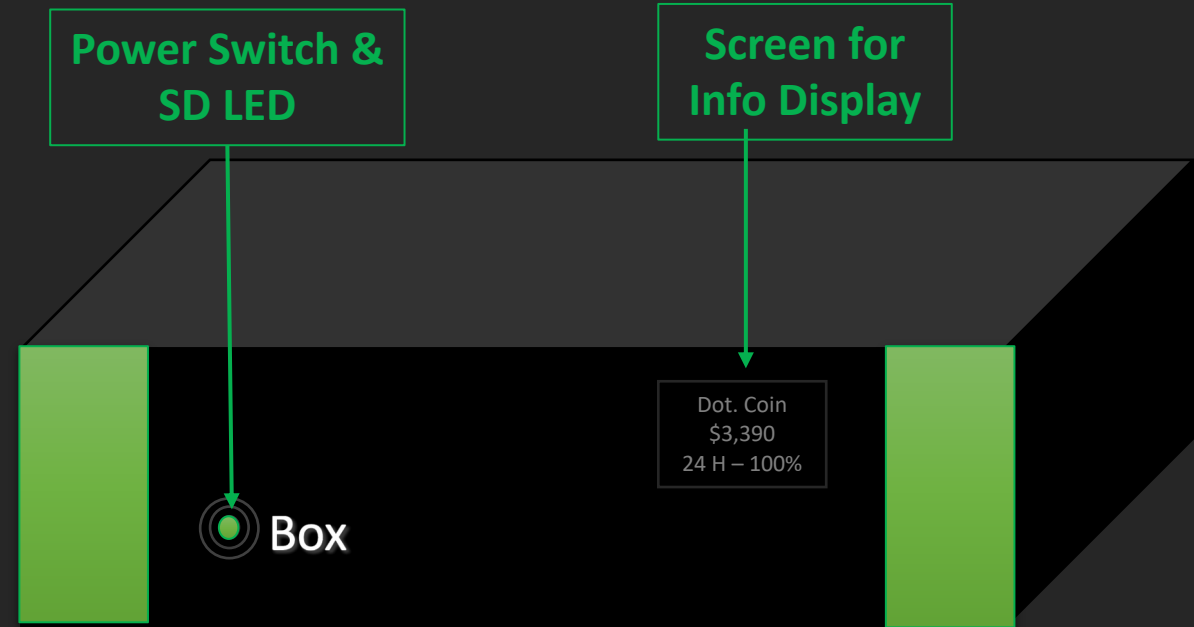 Power Switch &
SD LED
Screen for
Info Display
Dot. Coin
$3,390
24 H – 100%
Box